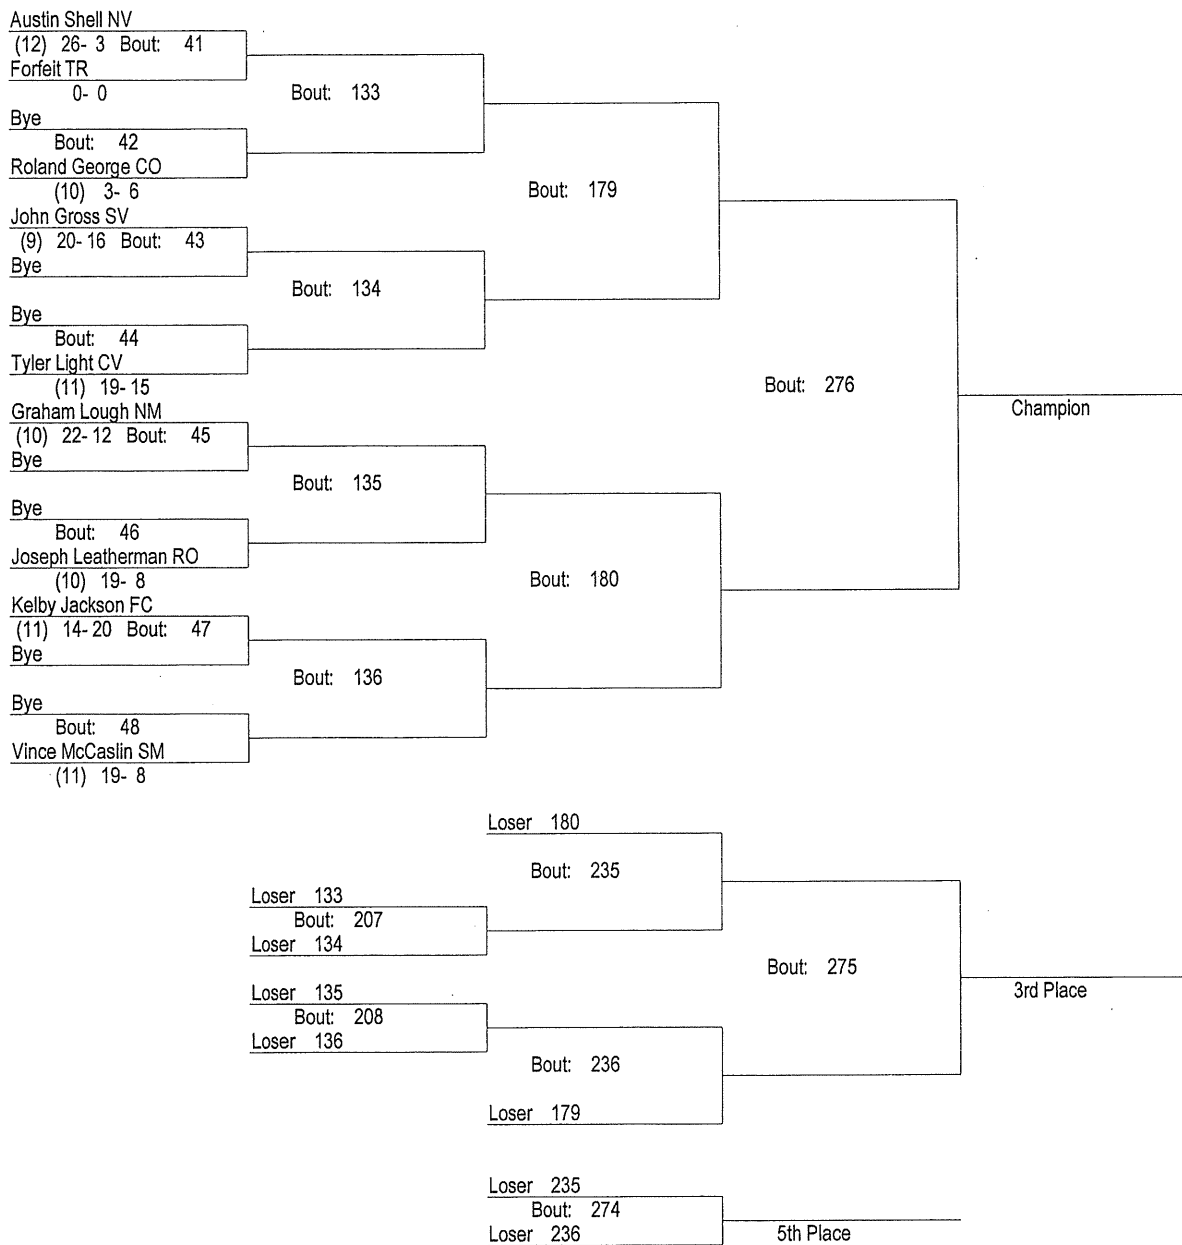 Austin Shell NV
(12) 26- 3 Bout: 41
Forfeit TR
0- 0
Bout: 133
Bye
Bout: 42
Roland George CO
(10) 3- 6
Bout: 179
John Gross SV
(9) 20- 16 Bout: 43
Bye
Bout: 134
Bye
Bout: 44
Tyler Light CV
(11) 19- 15
Bout: 276
Champion
Graham Lough NM
(10) 22- 12 Bout: 45
Bye
Bout: 135
Bye
Bout: 46
Joseph Leatherman RO
(10) 19- 8
Bout: 180
Kelby Jackson FC
(11) 14- 20 Bout: 47
Bye
Bout: 136
Bye
Bout: 48
Vince McCaslin SM
(11) 19- 8
Loser 180
Bout: 235
Loser 133
Bout: 207
Loser 134
Bout: 275
3rd Place
Loser 135
Bout: 208
Loser 136
Bout: 236
Loser 179
Loser 235
Bout: 274
Loser 236
5th Place